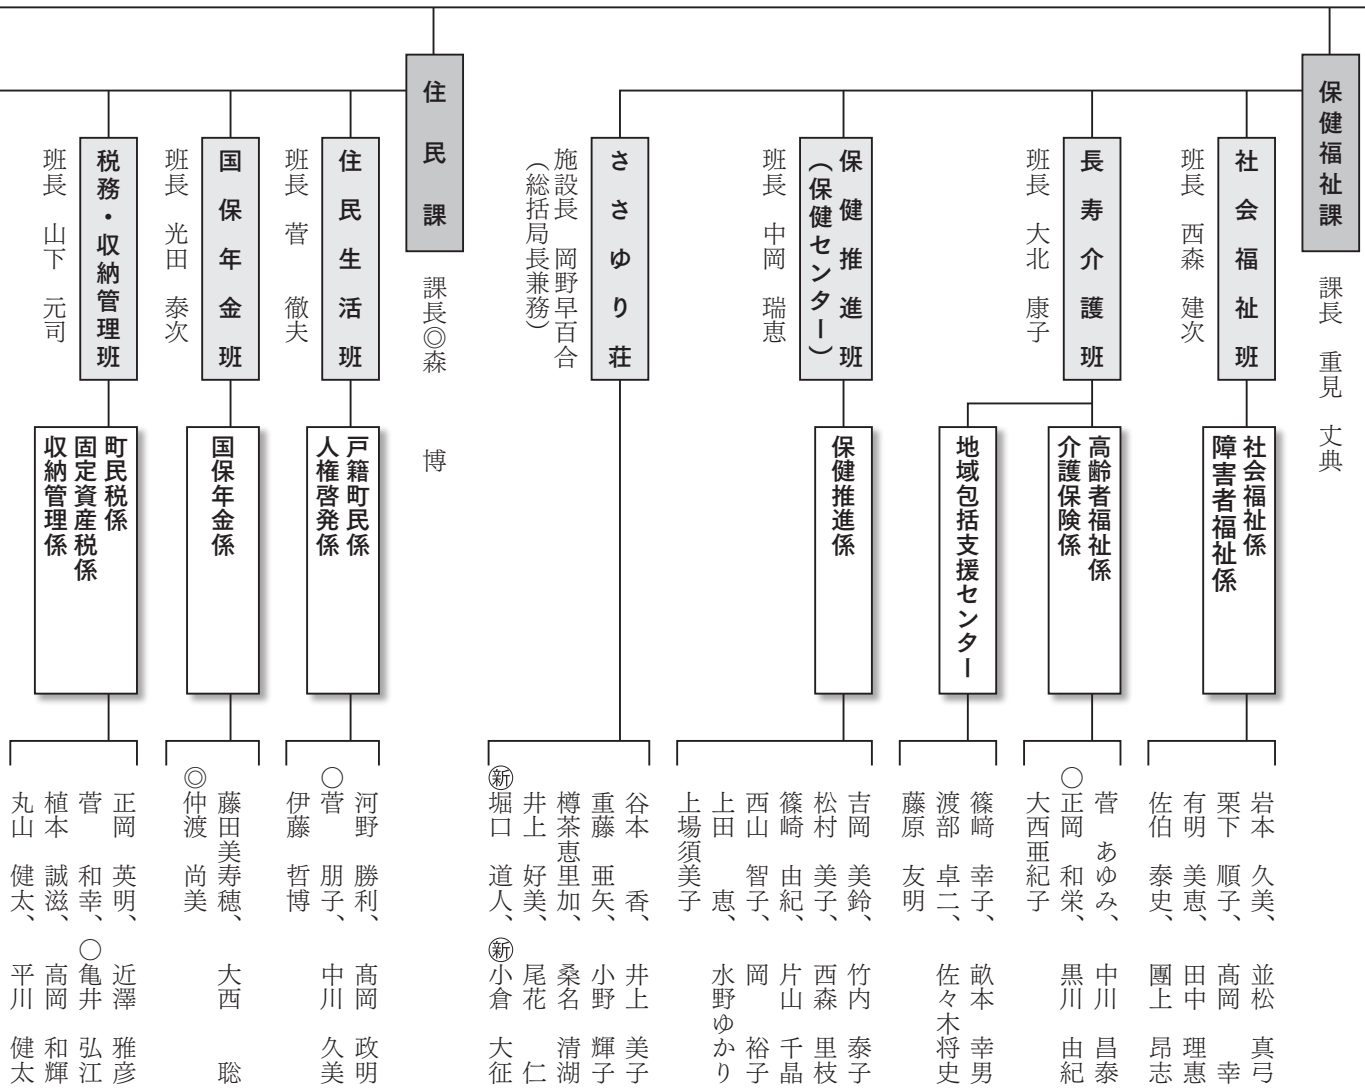 保健福祉課
課長 重見 丈典
社会福祉班
班長 西森 建次
社会福祉係
障害者福祉係
岩本 久美、並松 真弓
栗下 順子、髙岡 幸
有明 美恵、田中 理恵
佐伯 泰史、團上 昂志
長寿介護班
班長 大北 康子
高齢者福祉係
介護保険係
菅 あゆみ、中川 昌泰
○正岡 和栄、黒川 由紀
大西亜紀子
地域包括支援センター
篠﨑 幸子、畝本 幸男
渡部 卓二、佐々木将史
藤原 友明
保健推進班
(保健センター)
班長 中岡 瑞恵
保健推進係
吉岡 美鈴、竹内 泰子
松村 美子、西森 里枝
篠崎 由紀、片山 千晶
西山 智子、岡 裕子
上田 恵、水野ゆかり
上場須美子
ささゆり荘
施設長 岡野早百合
(総括局長兼務)
谷本 香、井上 美子
重藤 亜矢、小野 輝子
樽茶恵里加、桑名 清湖
井上 好美、尾花 仁
㊟堀口 道人、㊟小倉 大征
住民課
課長◎森 博
住民生活班
班長 菅 徹夫
戸籍町民係
人権啓発係
河野 勝利、髙岡 政明
○菅 朋子、中川 久美
伊藤 哲博
国保年金班
班長 光田 泰次
国保年金係
藤田美寿穂、大西 聡
◎仲渡 尚美
税務・収納管理班
班長 山下 元司
町民税係
固定資産税係
収納管理係
正岡 英明、近澤 雅彦
菅 和幸、○亀井 弘江
植本 誠滋、高岡 和輝
丸山 健太、平川 健太